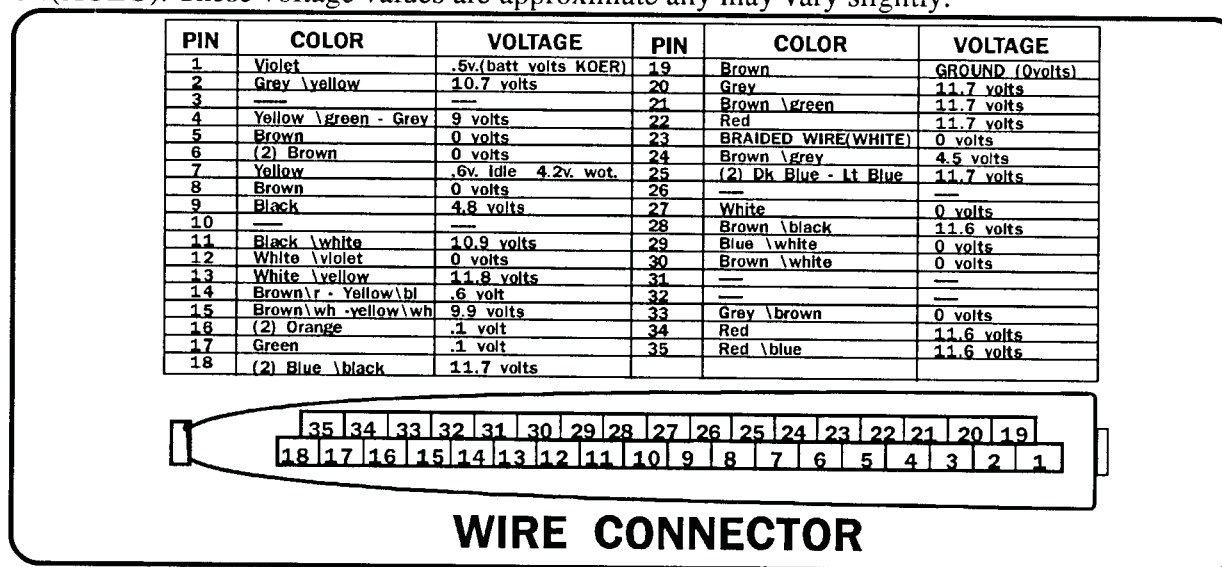 (KOEO). These voltage values are approximate any may vary slightly.
PIN COLOR VOLTAGE PIN COLOR VOLTAGE
1 Violet .5v.(batt volts KOER) 19 Brown GROUND (0volts)
2 Grey \yellow 10.7 volts 20 Grey 11.7 volts
3 — — 21 Brown \green 11.7 volts
4 Yellow \green - Grey 9 volts 22 Red 11.7 volts
5 Brown 0 volts 23 BRAIDED WIRE(WHITE) 0 volts
6 (2) Brown 0 volts 24 Brown \grey 4.5 volts
7 Yellow .6v. idle 4.2v. wot. 25 (2) Dk Blue - Lt Blue 11.7 volts
8 Brown 0 volts 26 — —
9 Black 4.8 volts 27 White 0 volts
10 — — 28 Brown \black 11.6 volts
11 Black \white 10.9 volts 29 Blue \white 0 volts
12 White \violet 0 volts 30 Brown \white 0 volts
13 White \yellow 11.8 volts 31 — —
14 Brown\r - Yellow\bl .6 volt 32 — —
15 Brown\wh -yellow\wh 9.9 volts 33 Grey \brown 0 volts
16 (2) Orange .1 volt 34 Red 11.6 volts
17 Green .1 volt 35 Red \blue 11.6 volts
18 (2) Blue \black 11.7 volts
35 34 33 32 31 30 29 28 27 26 25 24 23 22 21 20 19
18 17 16 15 14 13 12 11 10 9 8 7 6 5 4 3 2 1
WIRE CONNECTOR